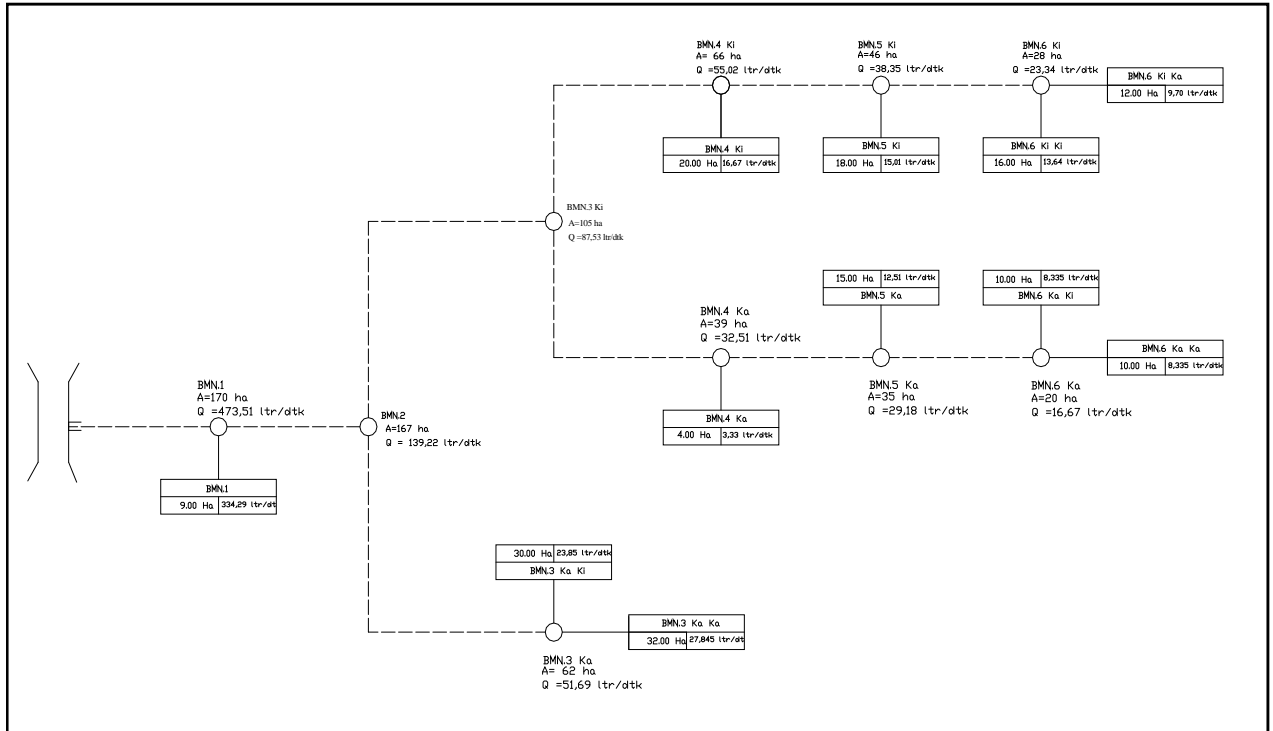 BMN.4 Ki
A= 66 ha
Q =55,02 ltr/dtk
BMN.5 Ki
A=46 ha
Q =38,35 ltr/dtk
BMN.6 Ki
A=28 ha
Q =23,34 ltr/dtk
BMN.6 Ki Ka
12.00 Ha 9,70 ltr/dtk
BMN.4 Ki
20.00 Ha 16,67 ltr/dtk
BMN.5 Ki
18.00 Ha 15,01 ltr/dtk
BMN.6 Ki Ki
16.00 Ha 13,64 ltr/dtk
BMN.3 Ki
A=105 ha
Q =87,53 ltr/dtk
15.00 Ha 12,51 ltr/dtk
BMN.5 Ka
10.00 Ha 8,335 ltr/dtk
BMN.6 Ka Ki
BMN.4 Ka
A=39 ha
Q =32,51 ltr/dtk
BMN.6 Ka Ka
10.00 Ha 8,335 ltr/dtk
BMN.5 Ka
A=35 ha
Q =29,18 ltr/dtk
BMN.6 Ka
A=20 ha
Q =16,67 ltr/dtk
BMN.4 Ka
4.00 Ha 3,33 ltr/dtk
BMN.1
A=170 ha
Q =473,51 ltr/dtk
BMN.2
A=167 ha
Q = 139,22 ltr/dtk
BMN.1
9.00 Ha 334,29 ltr/dt
30.00 Ha 23,85 ltr/dtk
BMN.3 Ka Ki
BMN.3 Ka Ka
32.00 Ha 27,845 ltr/dt
BMN.3 Ka
A= 62 ha
Q =51,69 ltr/dtk